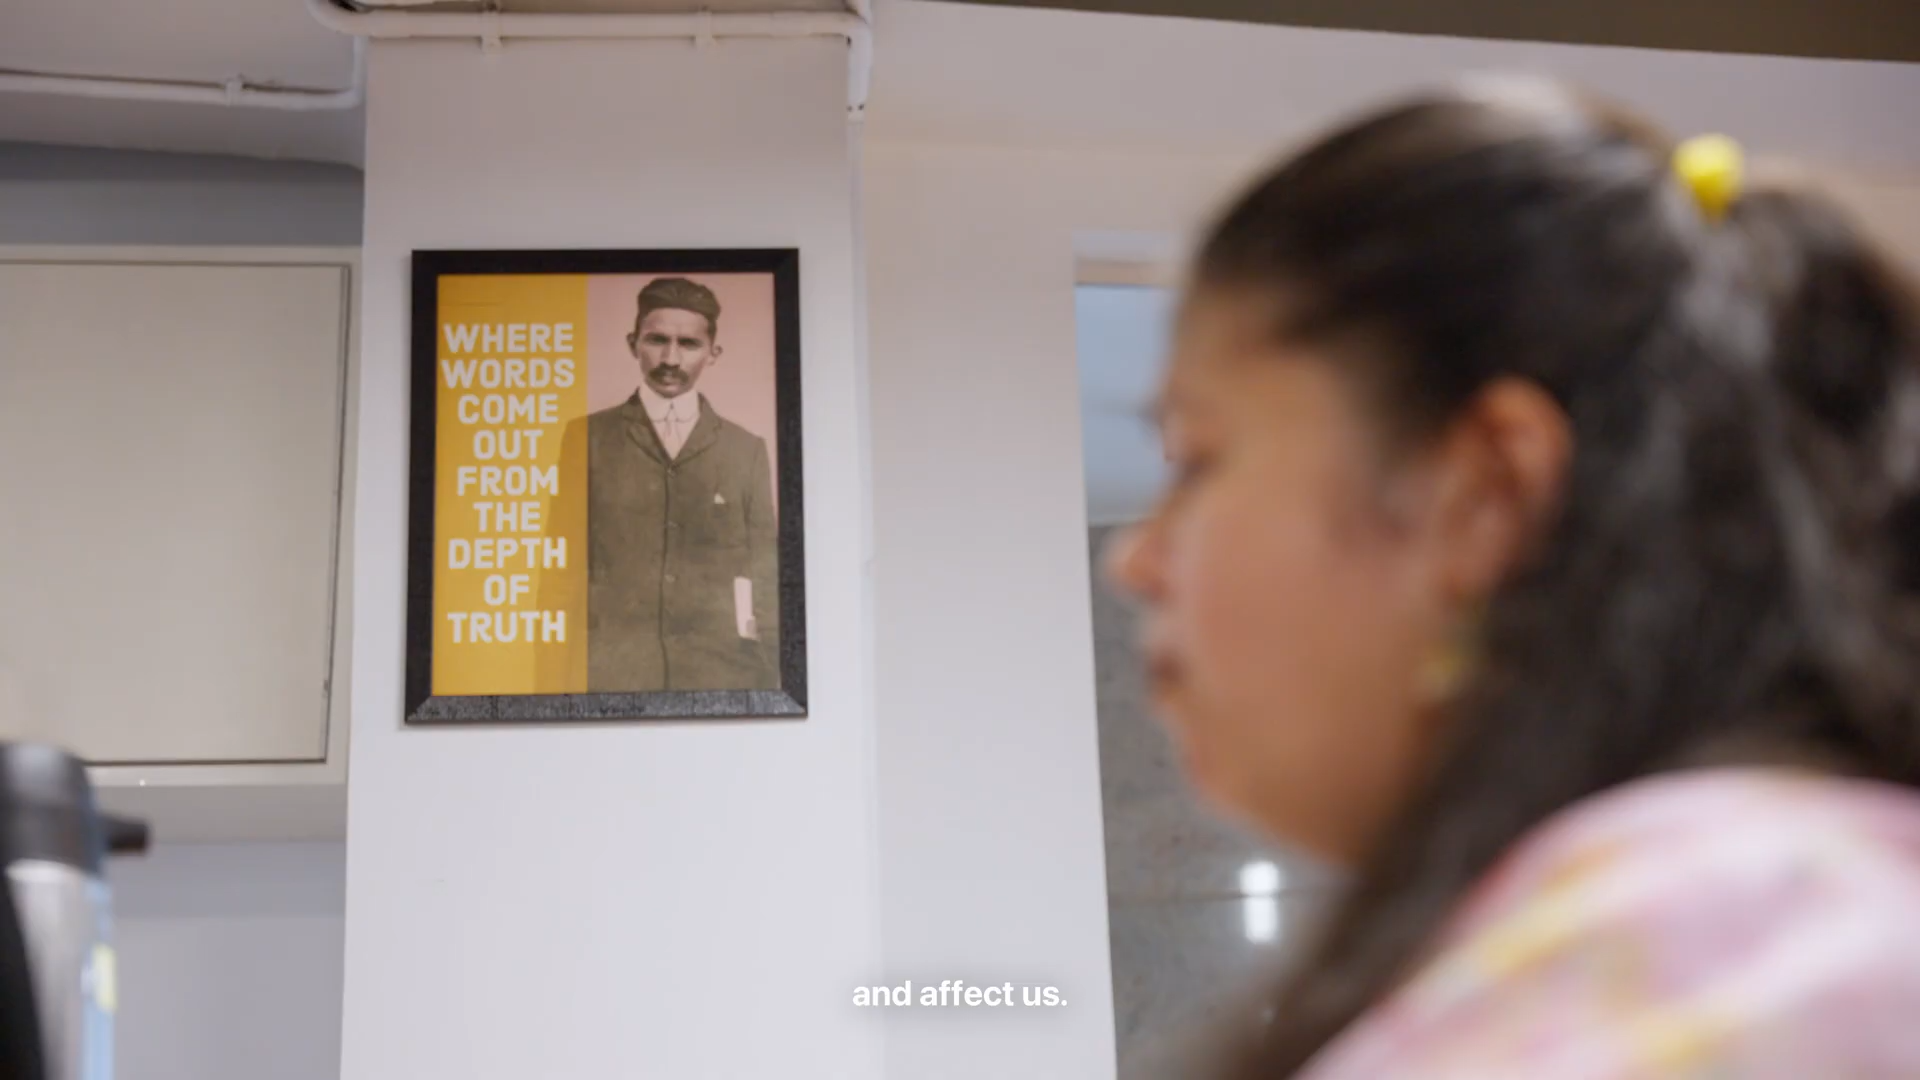 WHERE
WORDS
COME
OUT
FROM
THE
DEPTH
OF
TRUTH
and affect us.